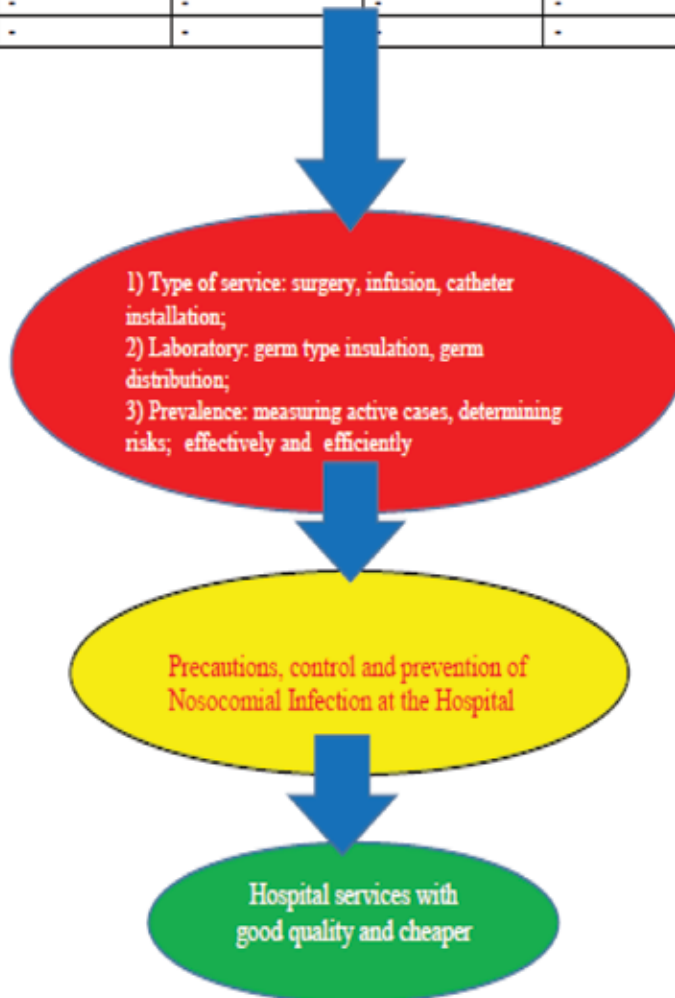 - - - -
- - - -
1) Type of service: surgery, infusion, catheter
installation;
2) Laboratory: germ type insulation, germ
distribution;
3) Prevalence: measuring active cases, determining
risks; effectively and efficiently
Precautions, control and prevention of
Nosocomial Infection at the Hospital
Hospital services with
good quality and cheaper